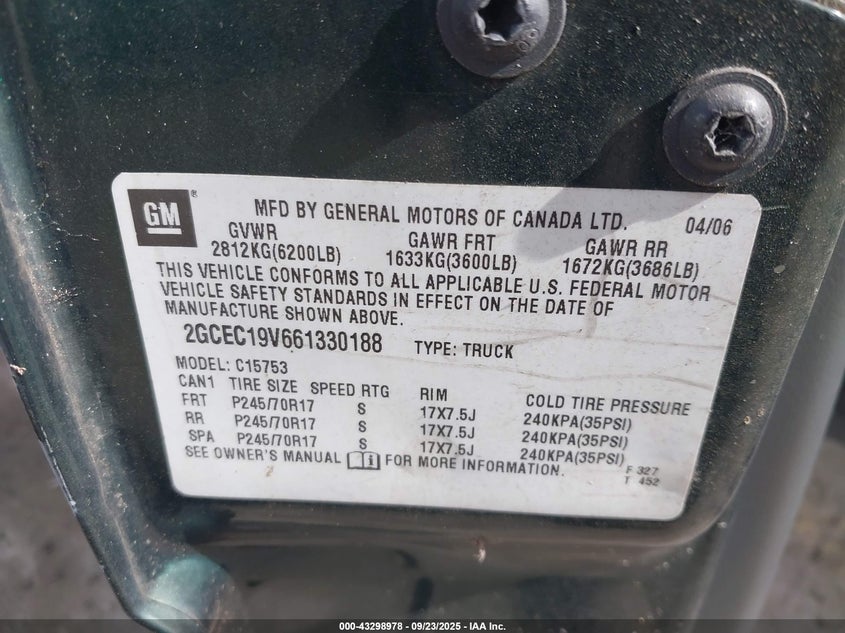 GM ®
MFD BY GENERAL MOTORS OF CANADA LTD. 04/06
GVWR GAWR FRT GAWR RR
2812KG(6200LB) 1633KG(3600LB) 1672KG(3686LB)
THIS VEHICLE CONFORMS TO ALL APPLICABLE U.S. FEDERAL MOTOR
VEHICLE SAFETY STANDARDS IN EFFECT ON THE DATE OF
MANUFACTURE SHOWN ABOVE.
2GCEC19V661330188 TYPE: TRUCK
MODEL: C15753
CAN1 TIRE SIZE SPEED RTG RIM COLD TIRE PRESSURE
FRT P245/70R17 S 17X7.5J 240KPA(35PSI)
RR P245/70R17 S 17X7.5J 240KPA(35PSI)
SPA P245/70R17 S 17X7.5J 240KPA(35PSI)
SEE OWNER'S MANUAL FOR MORE INFORMATION.
F 327
T 452
000-43298978 - 09/23/2025 - IAA Inc.